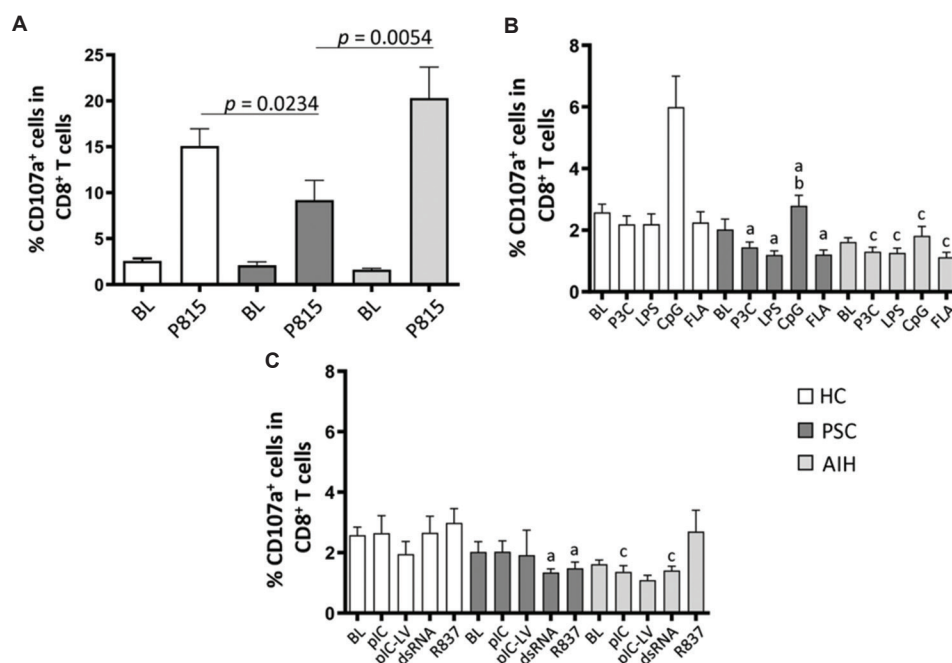 A
% CD107a⁺ cells in
CD8⁺ T cells
25
20
15
10
5
0
p = 0.0234
p = 0.0054
BL P815 BL P815 BL P815
B
% CD107a⁺ cells in
CD8⁺ T cells
8
6
4
2
0
a a a b a c c c c
BL P3C LPS CpG FLA BL P3C LPS CpG FLA BL P3C LPS CpG FLA
C
% CD107a⁺ cells in
CD8⁺ T cells
8
6
4
2
0
a a c c
BL pIC pIC-LV dsRNA R837 BL pIC pIC-LV dsRNA R837 BL pIC pIC-LV dsRNA R837
HC
PSC
AIH